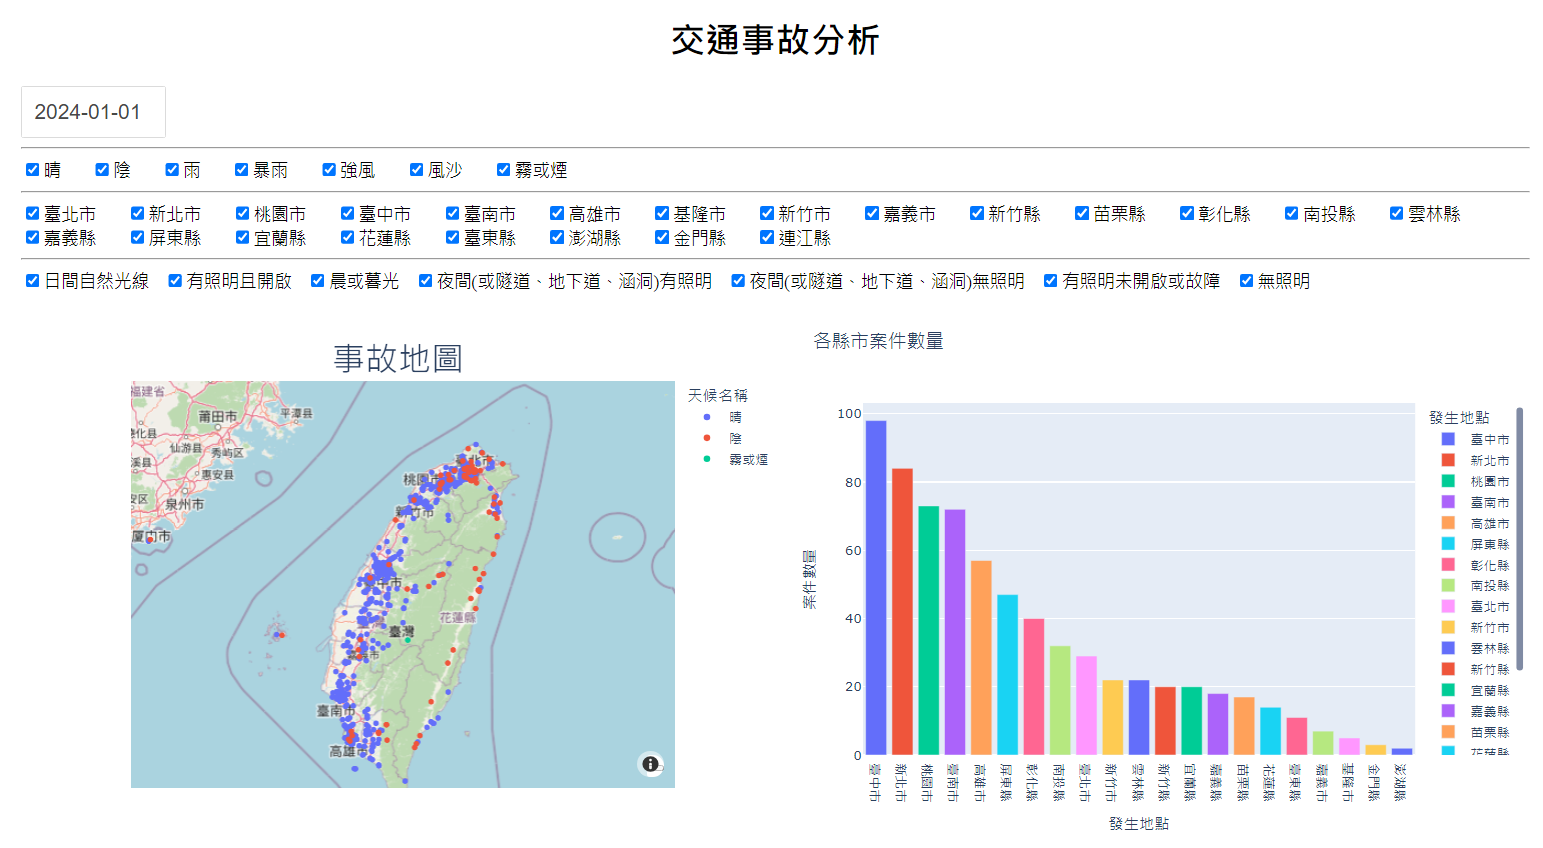 交通事故分析
2024-01-01
晴 陰 雨 暴雨 強風 風沙 霧或煙
臺北市 新北市 桃園市 臺中市 臺南市 高雄市 基隆市 新竹市 嘉義市 新竹縣 苗栗縣 彰化縣 南投縣 雲林縣
嘉義縣 屏東縣 宜蘭縣 花蓮縣 臺東縣 澎湖縣 金門縣 連江縣
日間自然光線 有照明且開啟 晨或暮光 夜間(或隧道、地下道、涵洞)有照明 夜間(或隧道、地下道、涵洞)無照明 有照明未開啟或故障 無照明
事故地圖
福建省
莆田市
平潭县
仙游县
秀屿区
惠安县
泉州市
厦门市
桃園市
新竹市
花蓮縣
臺灣
臺南市
高雄市
天候名稱
晴
陰
霧或煙
各縣市案件數量
案件數量
100
80
60
40
20
0
臺中市 新北市 桃園市 臺南市 高雄市 屏東縣 彰化縣 南投縣 臺北市 新竹市 雲林縣 新竹縣 宜蘭縣 嘉義縣 苗栗縣 花蓮縣 臺東縣 嘉義市 基隆市 金門縣 澎湖縣
發生地點
發生地點
臺中市
新北市
桃園市
臺南市
高雄市
屏東縣
彰化縣
南投縣
臺北市
新竹市
雲林縣
新竹縣
宜蘭縣
嘉義縣
苗栗縣
花蓮縣